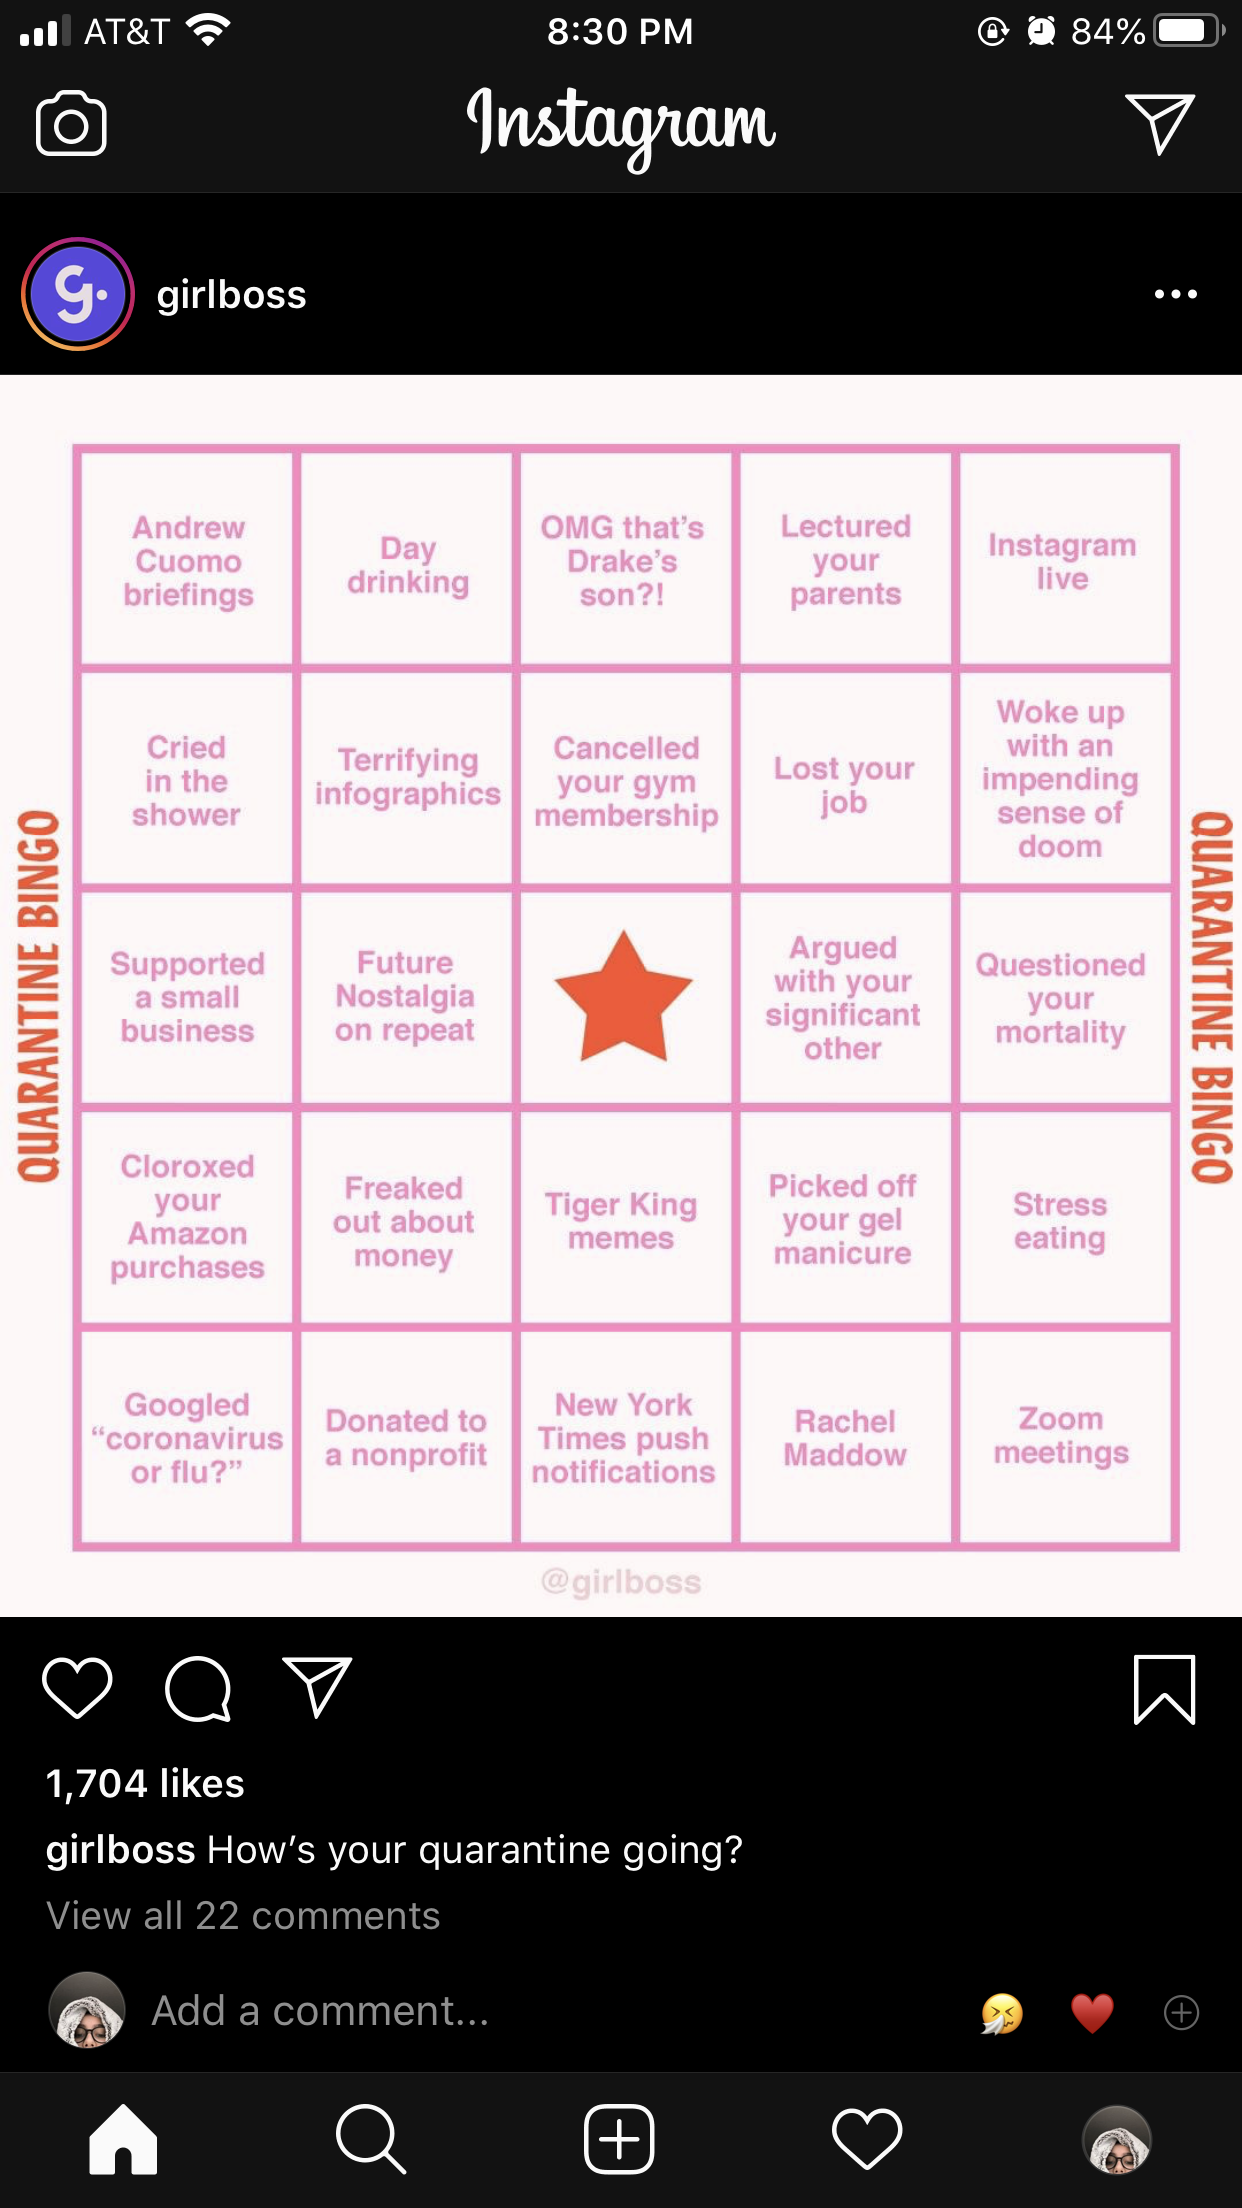 AT&T 8:30 PM 84%
Instagram
g.
girlboss
Andrew
Cuomo
briefings
Day
drinking
OMG that's
Drake's
son?!
Lectured
your
parents
Instagram
live
Cried
in the
shower
Terrifying
infographics
Cancelled
your gym
membership
Lost your
job
Woke up
with an
impending
sense of
doom
QUARANTINE BINGO
Supported
a small
business
Future
Nostalgia
on repeat
Argued
with your
significant
other
Questioned
your
mortality
QUARANTINE BINGO
Cloroxed
your
Amazon
purchases
Freaked
out about
money
Tiger King
memes
Picked off
your gel
manicure
Stress
eating
Googled
“coronavirus
or flu?”
Donated to
a nonprofit
New York
Times push
notifications
Rachel
Maddow
Zoom
meetings
@girlboss
1,704 likes
girlboss How’s your quarantine going?
View all 22 comments
Add a comment...